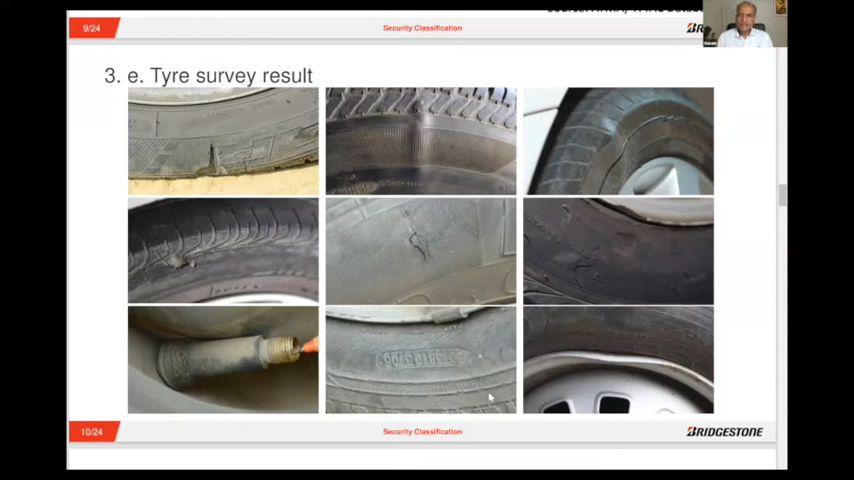 9/24
Security Classification
3. e. Tyre survey result
10/24
Security Classification
BRIDGESTONE